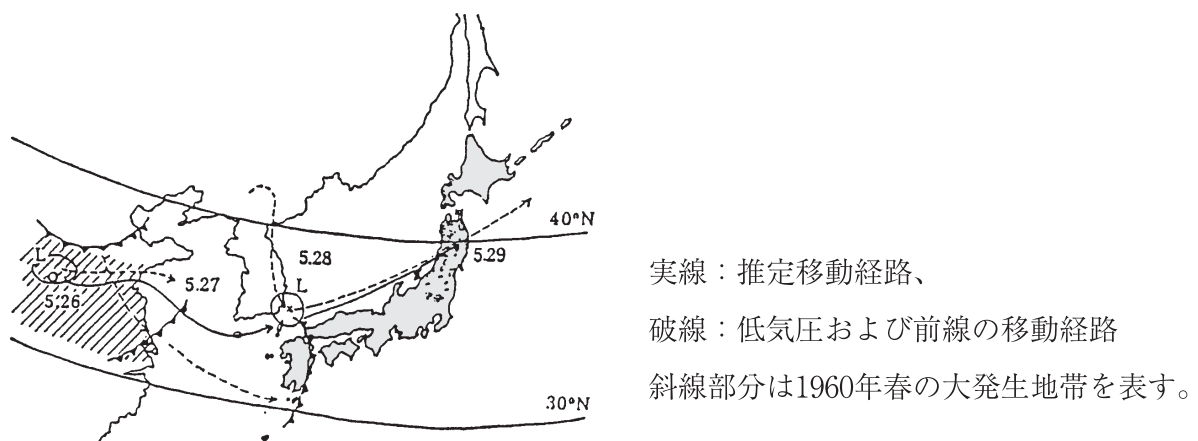 40°N
5.29
5.28
L
5.27
L
5.26
30°N
実線：推定移動経路、
破線：低気圧および前線の移動経路
斜線部分は1960年春の大発生地帯を表す。